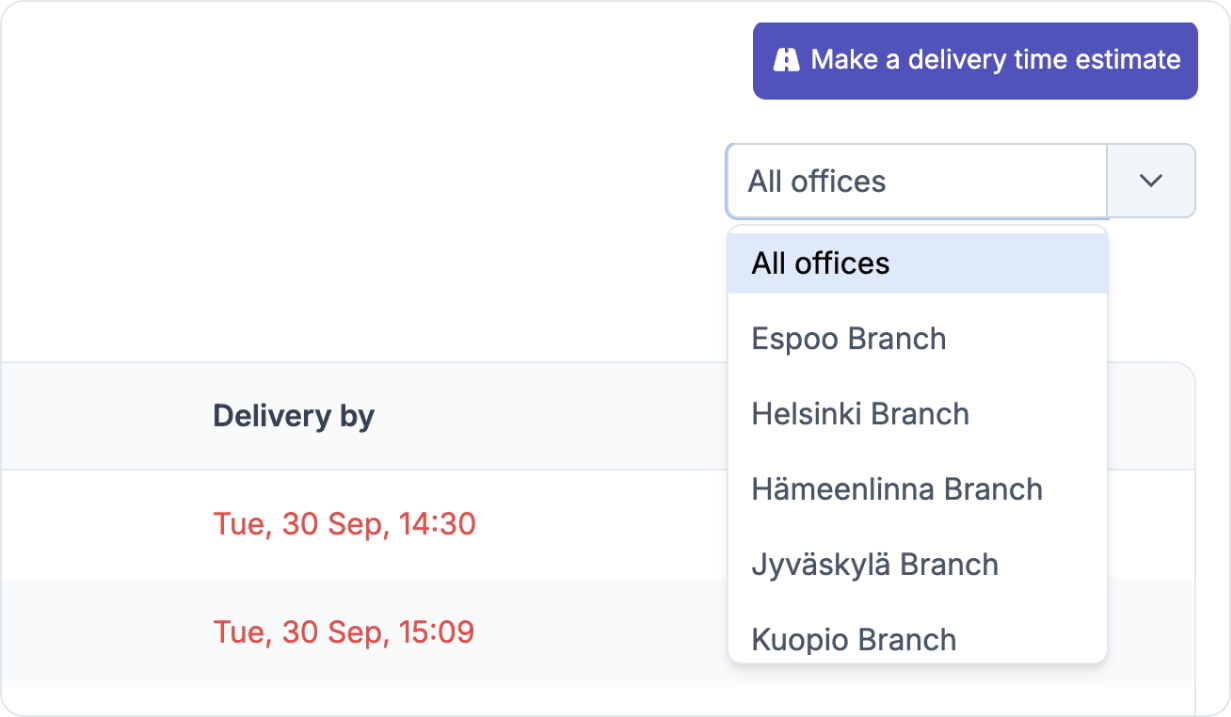 Make a delivery time estimate
All offices
All offices
Espoo Branch
Helsinki Branch
Hämeenlinna Branch
Jyväskylä Branch
Kuopio Branch
Delivery by
Tue, 30 Sep, 14:30
Tue, 30 Sep, 15:09